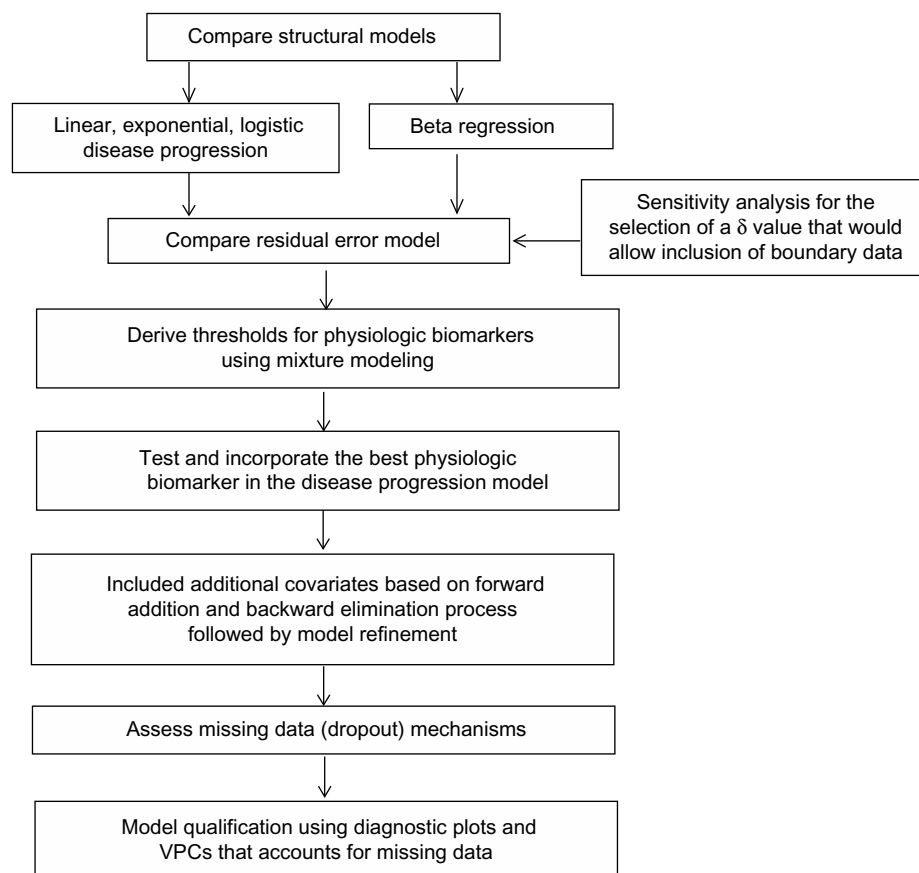 Compare structural models
Linear, exponential, logistic
disease progression
Beta regression
Sensitivity analysis for the
selection of a δ value that would
allow inclusion of boundary data
Compare residual error model
Derive thresholds for physiologic biomarkers
using mixture modeling
Test and incorporate the best physiologic
biomarker in the disease progression model
Included additional covariates based on forward
addition and backward elimination process
followed by model refinement
Assess missing data (dropout) mechanisms
Model qualification using diagnostic plots and
VPCs that accounts for missing data